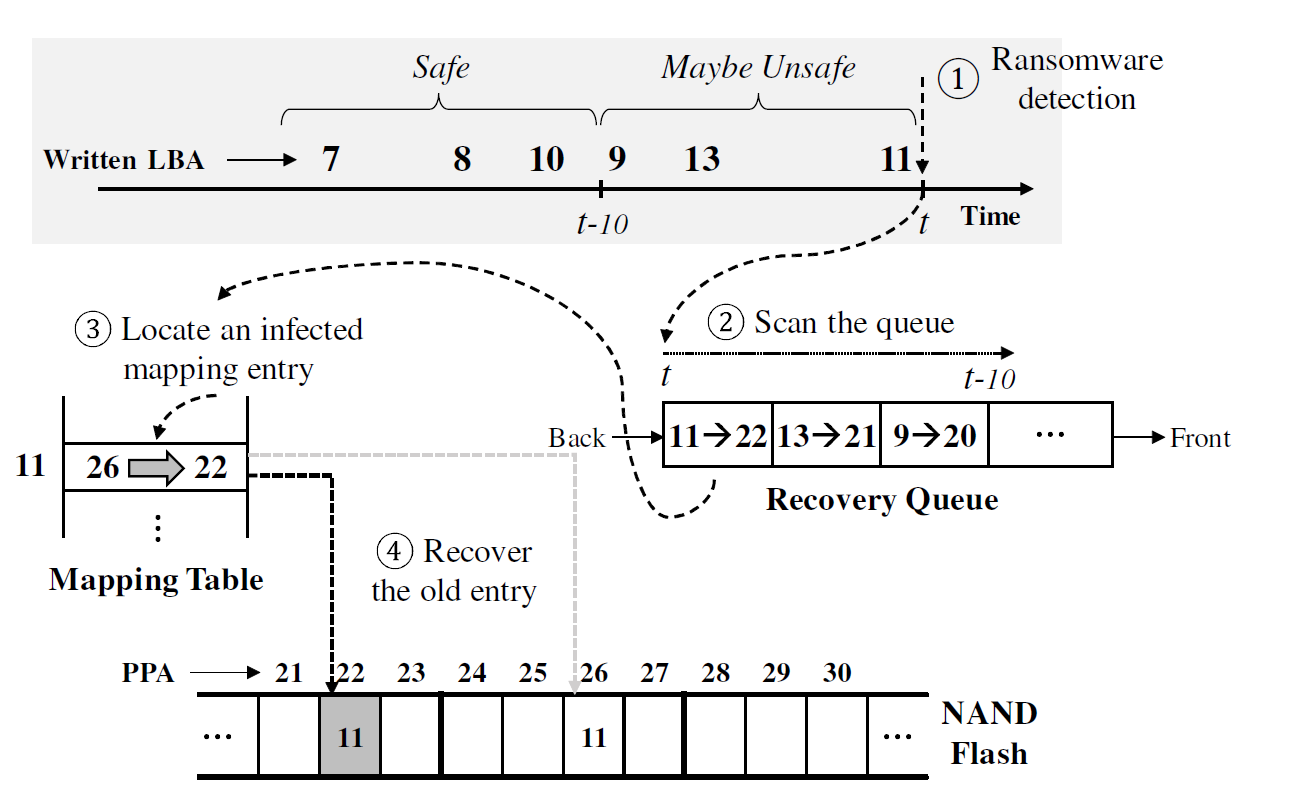 Safe
Maybe Unsafe
① Ransomware
detection
Written LBA
7 8 10 9 13 11
t-10
t
Time
② Scan the queue
t
t-10
③ Locate an infected
mapping entry
Back
11→22 13→21 9→20 ...
Front
Recovery Queue
11
26 22
⋮
Mapping Table
④ Recover
the old entry
PPA
21 22 23 24 25 26 27 28 29 30
... 11 11 ...
NAND
Flash